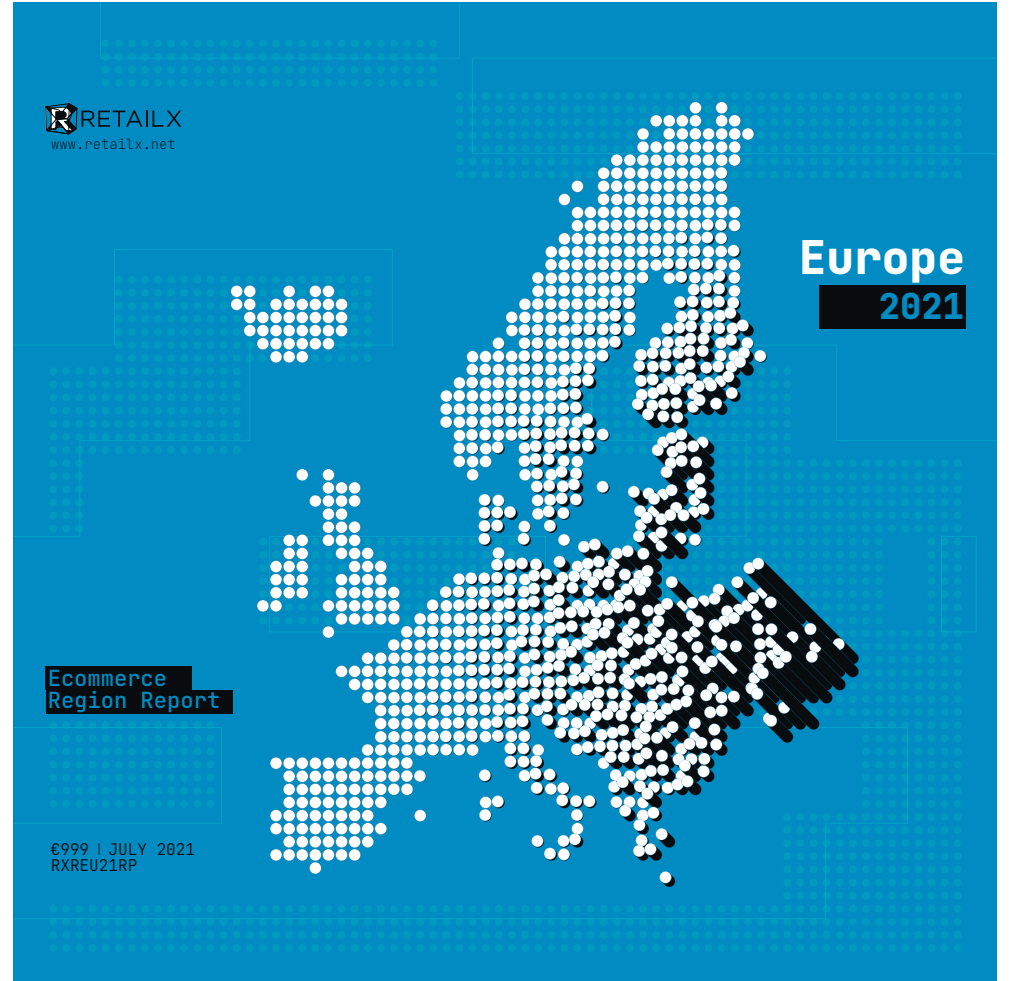 RETAILX
www.retailx.net
Europe
2021
Ecommerce
Region Report
€999 | JULY 2021
RXREU21RP